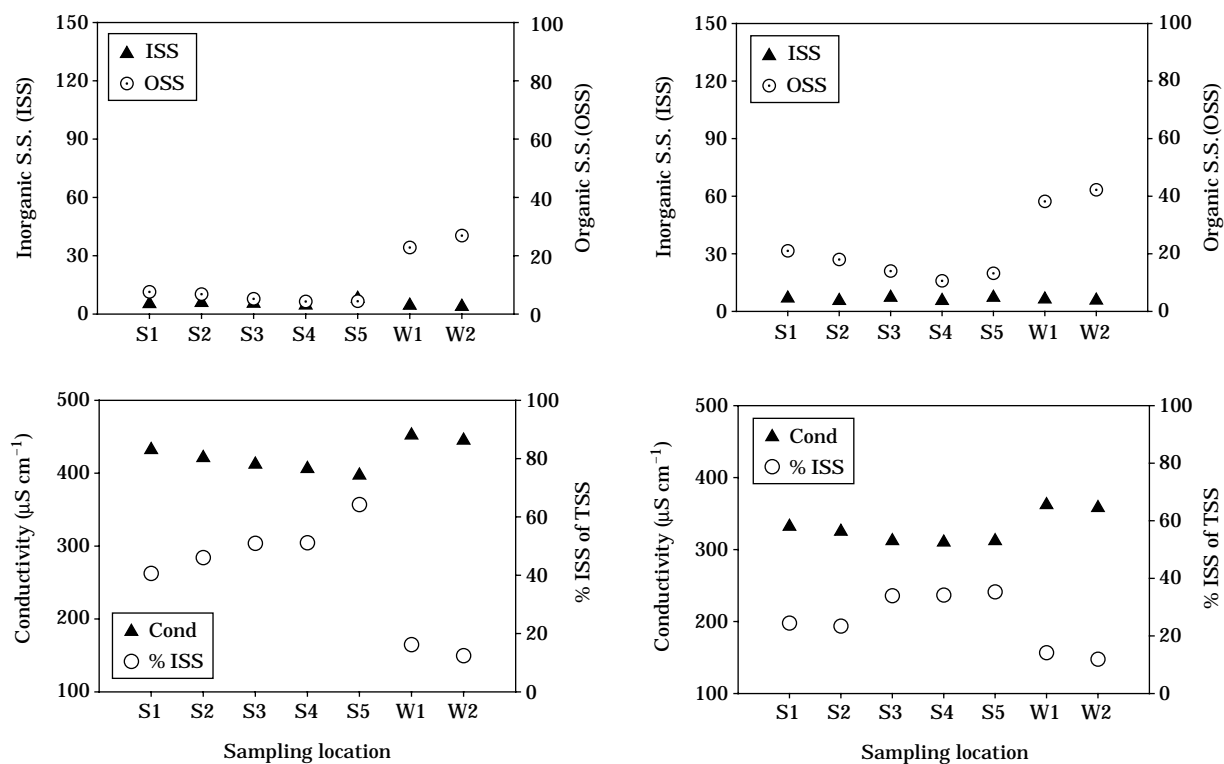 Inorganic S.S. (ISS)
150
120
90
60
30
0
ISS
OSS
100
80
60
40
20
0
Organic S.S.(OSS)
S1 S2 S3 S4 S5 W1 W2
Inorganic S.S. (ISS)
150
120
90
60
30
0
ISS
OSS
100
80
60
40
20
0
Organic S.S.(OSS)
S1 S2 S3 S4 S5 W1 W2
Conductivity (μS cm⁻¹)
500
400
300
200
100
Cond
% ISS
100
80
60
40
20
0
% ISS of TSS
S1 S2 S3 S4 S5 W1 W2
Sampling location
Conductivity (μS cm⁻¹)
500
400
300
200
100
Cond
% ISS
100
80
60
40
20
0
% ISS of TSS
S1 S2 S3 S4 S5 W1 W2
Sampling location